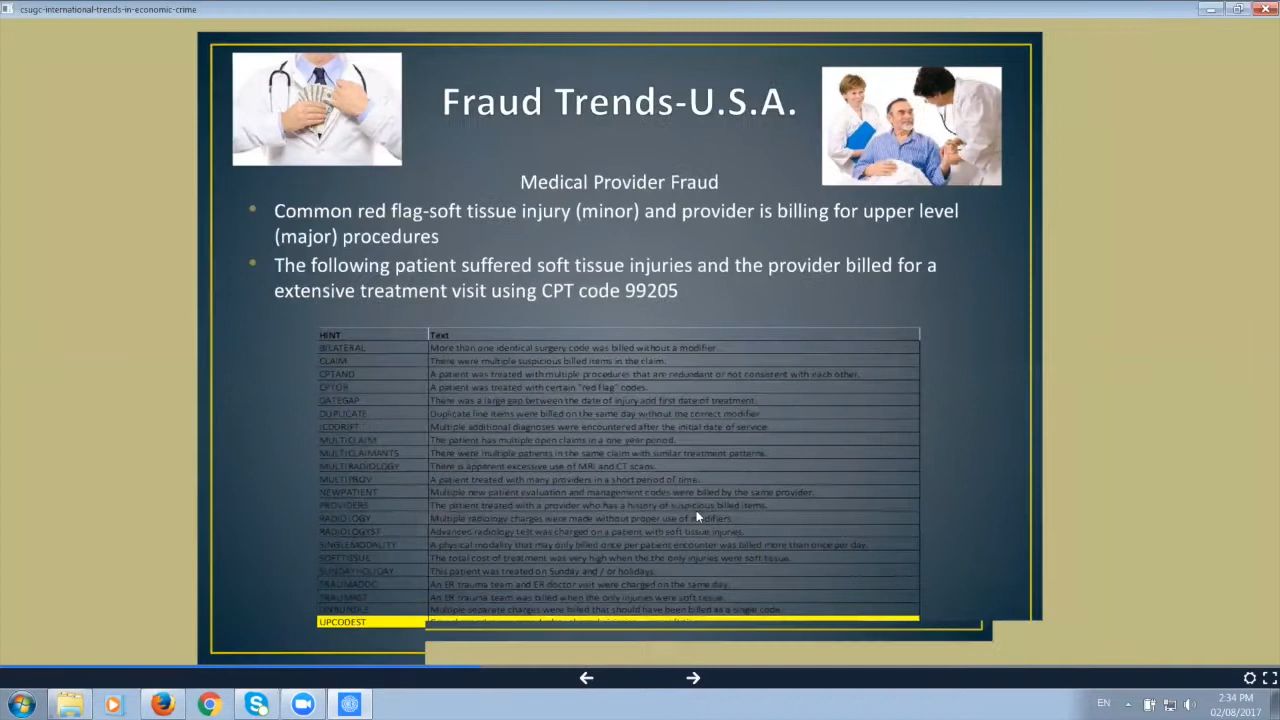 csugc-international-trends-in-economic-crime
Fraud Trends-U.S.A.
Medical Provider Fraud
Common red flag-soft tissue injury (minor) and provider is billing for upper level
(major) procedures
The following patient suffered soft tissue injuries and the provider billed for a
extensive treatment visit using CPT code 99205
HINT Text
BILATERAL More than one identical surgery code was billed without a modifier.
CLAIM There were multiple suspicious billed items in the claim.
CPTAND A patient was treated with multiple procedures that are redundant or not consistent with each other.
CPTOR A patient was treated with certain "red flag" codes.
DATEGAP There was a large gap between the date of injury and first date of treatment.
DUPLICATE Duplicate line items were billed on the same day without the correct modifier.
ICDDRIFT Multiple additional diagnoses were encountered after the initial date of service.
MULTICLAIM The patient has multiple open claims in a one year period.
MULTICLAIMANTS There were multiple patients in the same claim with similar treatment patterns.
MULTIRADIOLOGY There is apparent excessive use of MRI and CT scans.
MULTIPROV A patient treated with many providers in a short period of time.
NEWPATIENT Multiple new patient evaluation and management codes were billed by the same provider.
PROVIDERS The patient treated with a provider who has a history of suspicious billed items.
RADIOLOGY Multiple radiology charges were made without proper use of modifiers.
RADIOLOGYST Advanced radiology test was charged on a patient with soft tissue injuries.
SINGLEMODALITY A physical modality that may only billed once per patient encounter was billed more than once per day.
SOFTTISSUE The total cost of treatment was very high when the the only injuries were soft tissue.
SUNDAYHOLIDAY This patient was treated on Sunday and / or holidays.
TRAUMADOC An ER trauma team and ER doctor visit were charged on the same day.
TRAUMAST An ER trauma team was billed when the only injuries were soft tissue.
UNBUNDLE Multiple separate charges were billed that should have been billed as a single code.
UPCODEST
EN
2:34 PM
02/08/2017